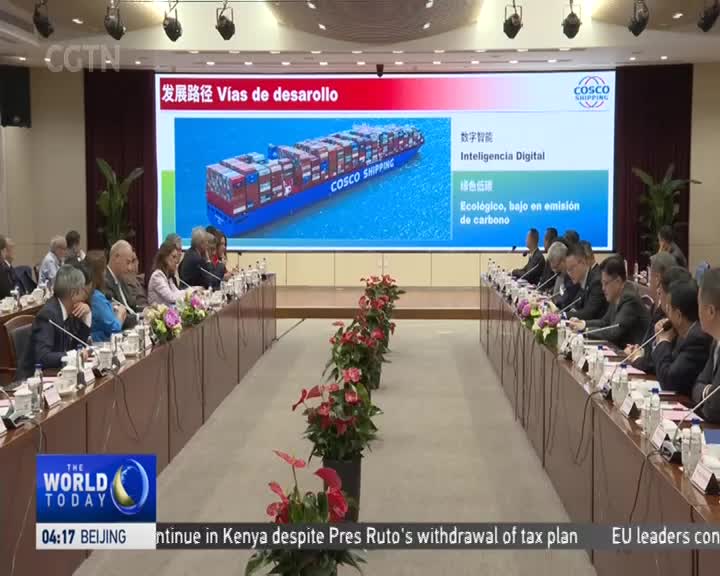 CGTN
发展路径 Vías de desarollo
COSCO
SHIPPING
数字智能
Inteligencia Digital
COSCO SHIPPING
绿色低碳
Ecológico, bajo en emisión
de carbono
THE
WORLD
TODAY
04:17 BEIJING
ntinue in Kenya despite Pres Ruto's withdrawal of tax plan EU leaders con